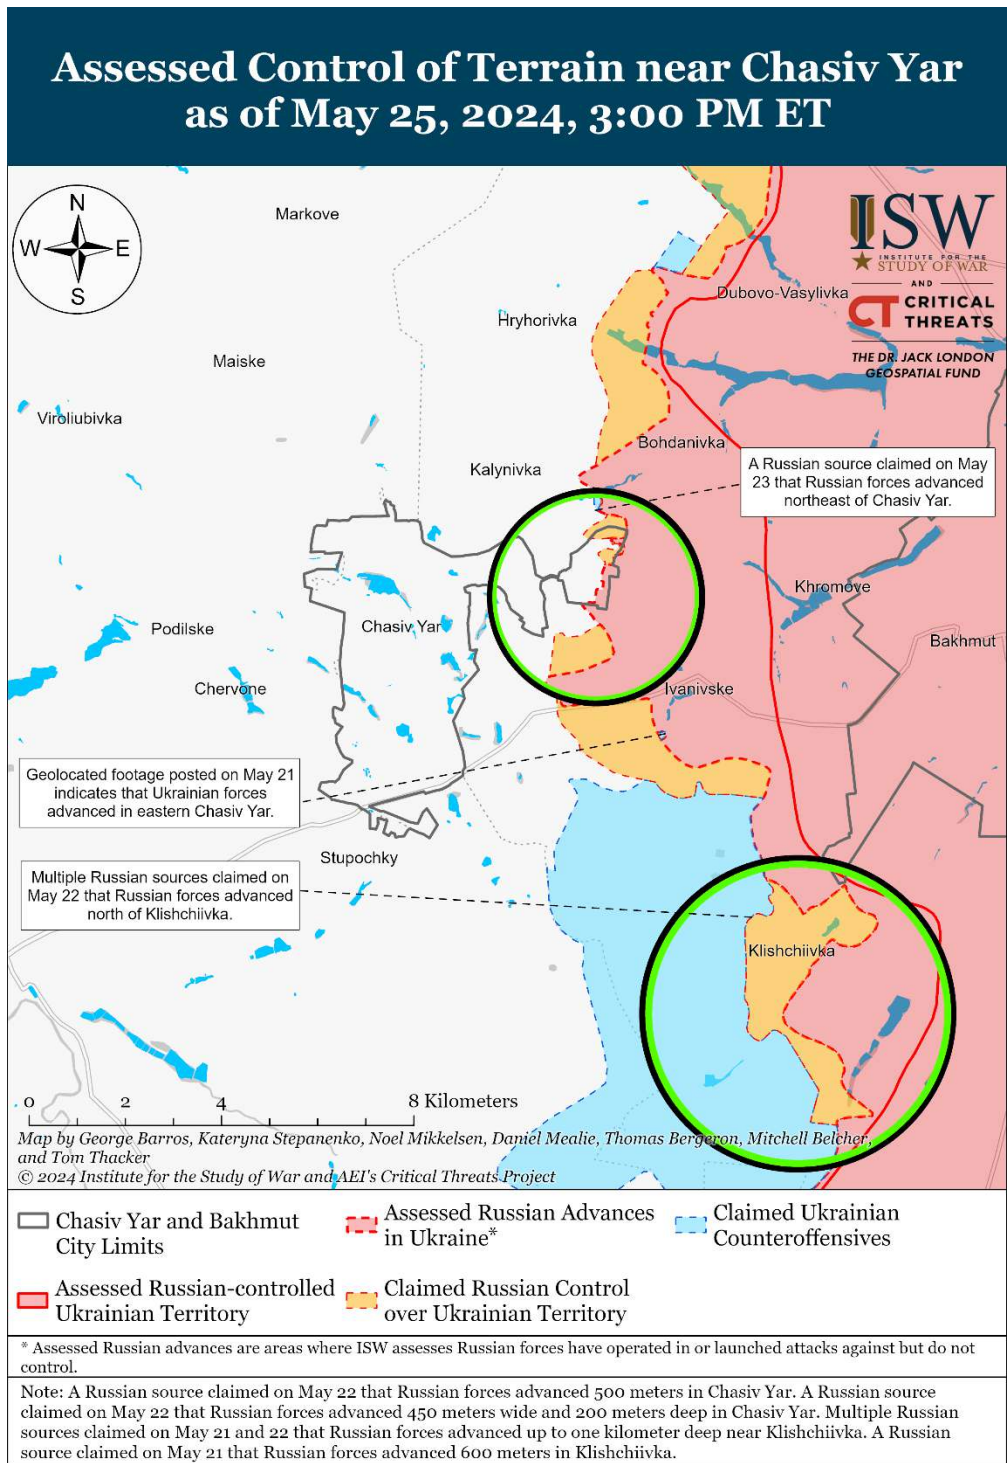 Assessed Control of Terrain near Chasiv Yar
as of May 25, 2024, 3:00 PM ET
N
W
E
S
Markove
ISW
INSTITUTE FOR THE
STUDY OF WAR
AND
CT CRITICAL
THREATS
THE DR. JACK LONDON
GEOSPATIAL FUND
Dubovo-Vasylivka
Hryhorivka
Maiske
Viroliubivka
Bohdanivka
Kalynivka
A Russian source claimed on May
23 that Russian forces advanced
northeast of Chasiv Yar.
Khromove
Podilske
Chasiv Yar
Bakhmut
Chervone
Ivanivske
Geolocated footage posted on May 21
indicates that Ukrainian forces
advanced in eastern Chasiv Yar.
Stupochky
Multiple Russian sources claimed on
May 22 that Russian forces advanced
north of Klishchiivka.
Klishchiivka
0 2 4 8 Kilometers
Map by George Barros, Kateryna Stepanenko, Noel Mikkelsen, Daniel Mealie, Thomas Bergeron, Mitchell Belcher,
and Tom Thacker
© 2024 Institute for the Study of War and AEI's Critical Threats Project
Chasiv Yar and Bakhmut
City Limits
Assessed Russian Advances
in Ukraine*
Claimed Ukrainian
Counteroffensives
Assessed Russian-controlled
Ukrainian Territory
Claimed Russian Control
over Ukrainian Territory
* Assessed Russian advances are areas where ISW assesses Russian forces have operated in or launched attacks against but do not
control.
Note: A Russian source claimed on May 22 that Russian forces advanced 500 meters in Chasiv Yar. A Russian source
claimed on May 22 that Russian forces advanced 450 meters wide and 200 meters deep in Chasiv Yar. Multiple Russian
sources claimed on May 21 and 22 that Russian forces advanced up to one kilometer deep near Klishchiivka. A Russian
source claimed on May 21 that Russian forces advanced 600 meters in Klishchiivka.